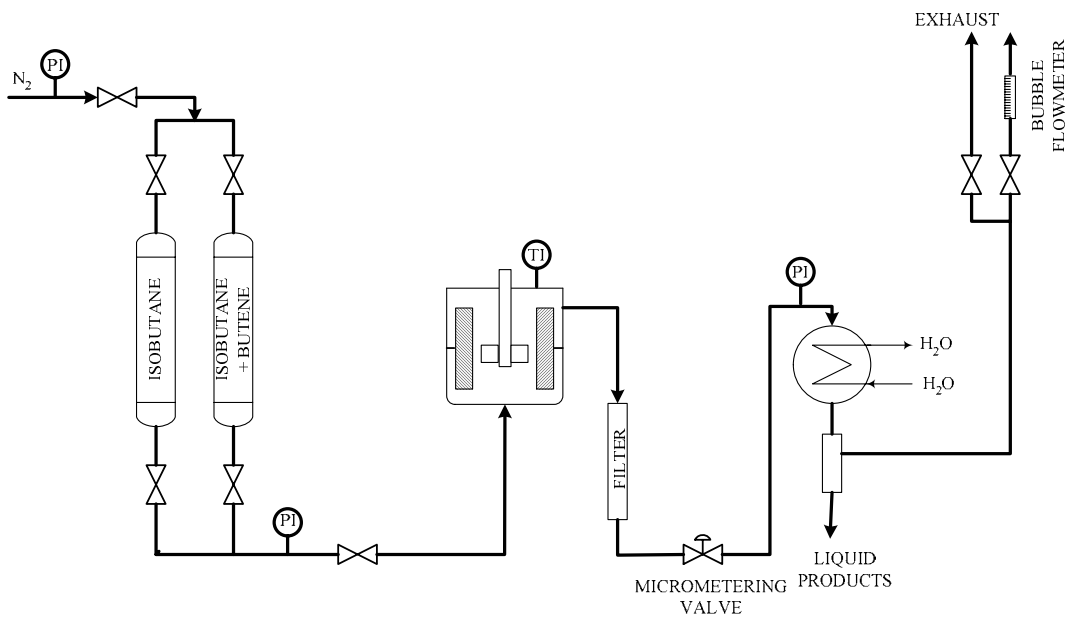 EXHAUST
BUBBLE
FLOWMETER
PI
N2
ISOBUTANE
ISOBUTANE
+ BUTENE
TI
PI
H2O
H2O
FILTER
PI
MICROMETERING
VALVE
LIQUID
PRODUCTS